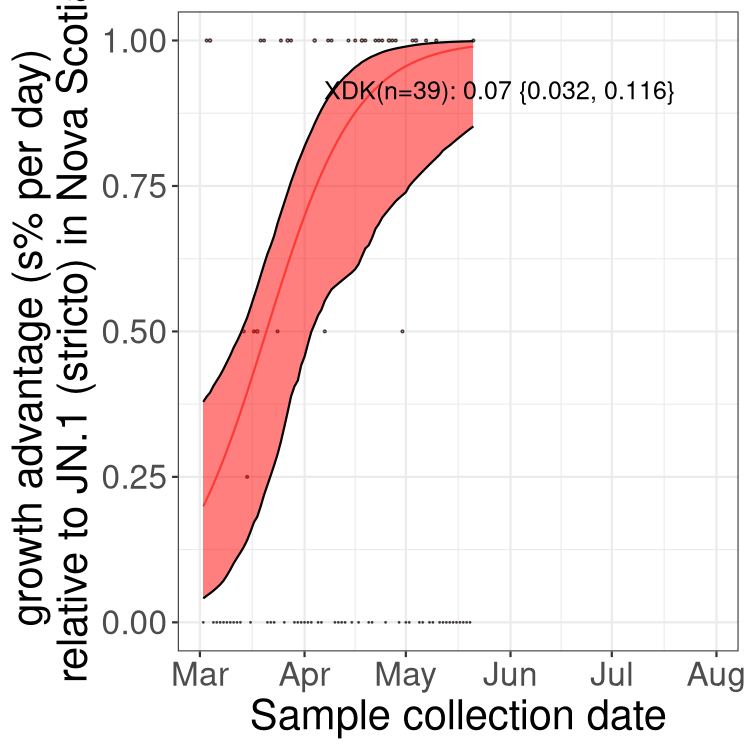 growth advantage (s% per day)
relative to JN.1 (stricto) in Nova Scotia
1.00
0.75
0.50
0.25
0.00
XDK(n=39): 0.07 {0.032, 0.116}
Mar Apr May Jun Jul Aug
Sample collection date